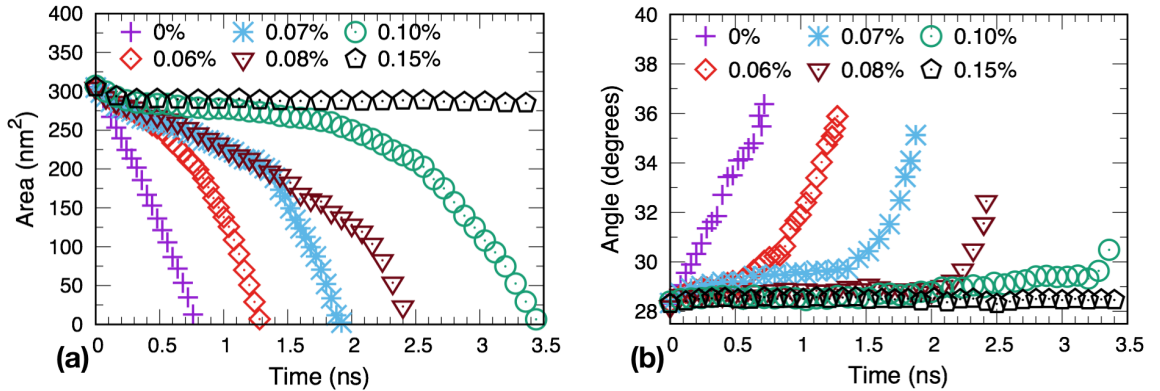 400
350
300
250
200
150
100
50
0
Area (nm²)
0% 0.07% 0.10%
0.06% 0.08% 0.15%
0 0.5 1 1.5 2 2.5 3 3.5
(a) Time (ns)
40
38
36
34
32
30
28
Angle (degrees)
0% 0.07% 0.10%
0.06% 0.08% 0.15%
0 0.5 1 1.5 2 2.5 3 3.5
(b) Time (ns)